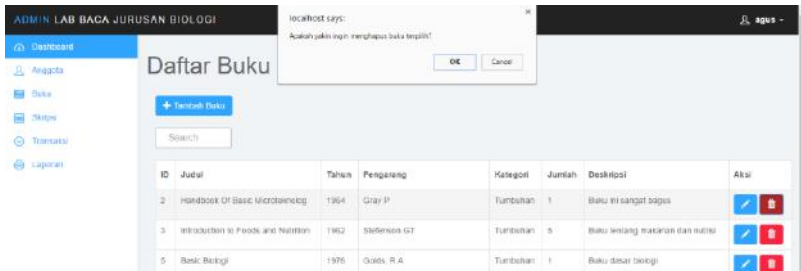 ADMIN LAB BACA JURUSAN BIOLOGI
agus
localhost says:
Apakah yakin ingin menghapus buku terpilih?
OK Cancel
Dashboard
Anggota
Buku
Skripsi
Transaksi
Laporan
Daftar Buku
+ Tambah Buku
Search
ID Judul Tahun Pengarang Kategori Jumlah Deskripsi Aksi
2 Handbook Of Basic Microteknolog 1964 Gray P Tumbuhan 1 Buku ini sangat bagus
3 Introduction to Foods and Nutrition 1962 Stefenson GT Tumbuhan 5 Buku tentang makanan dan nutrisi
5 Basic Biologi 1976 Golds R.A Tumbuhan 1 Buku dasar biologi